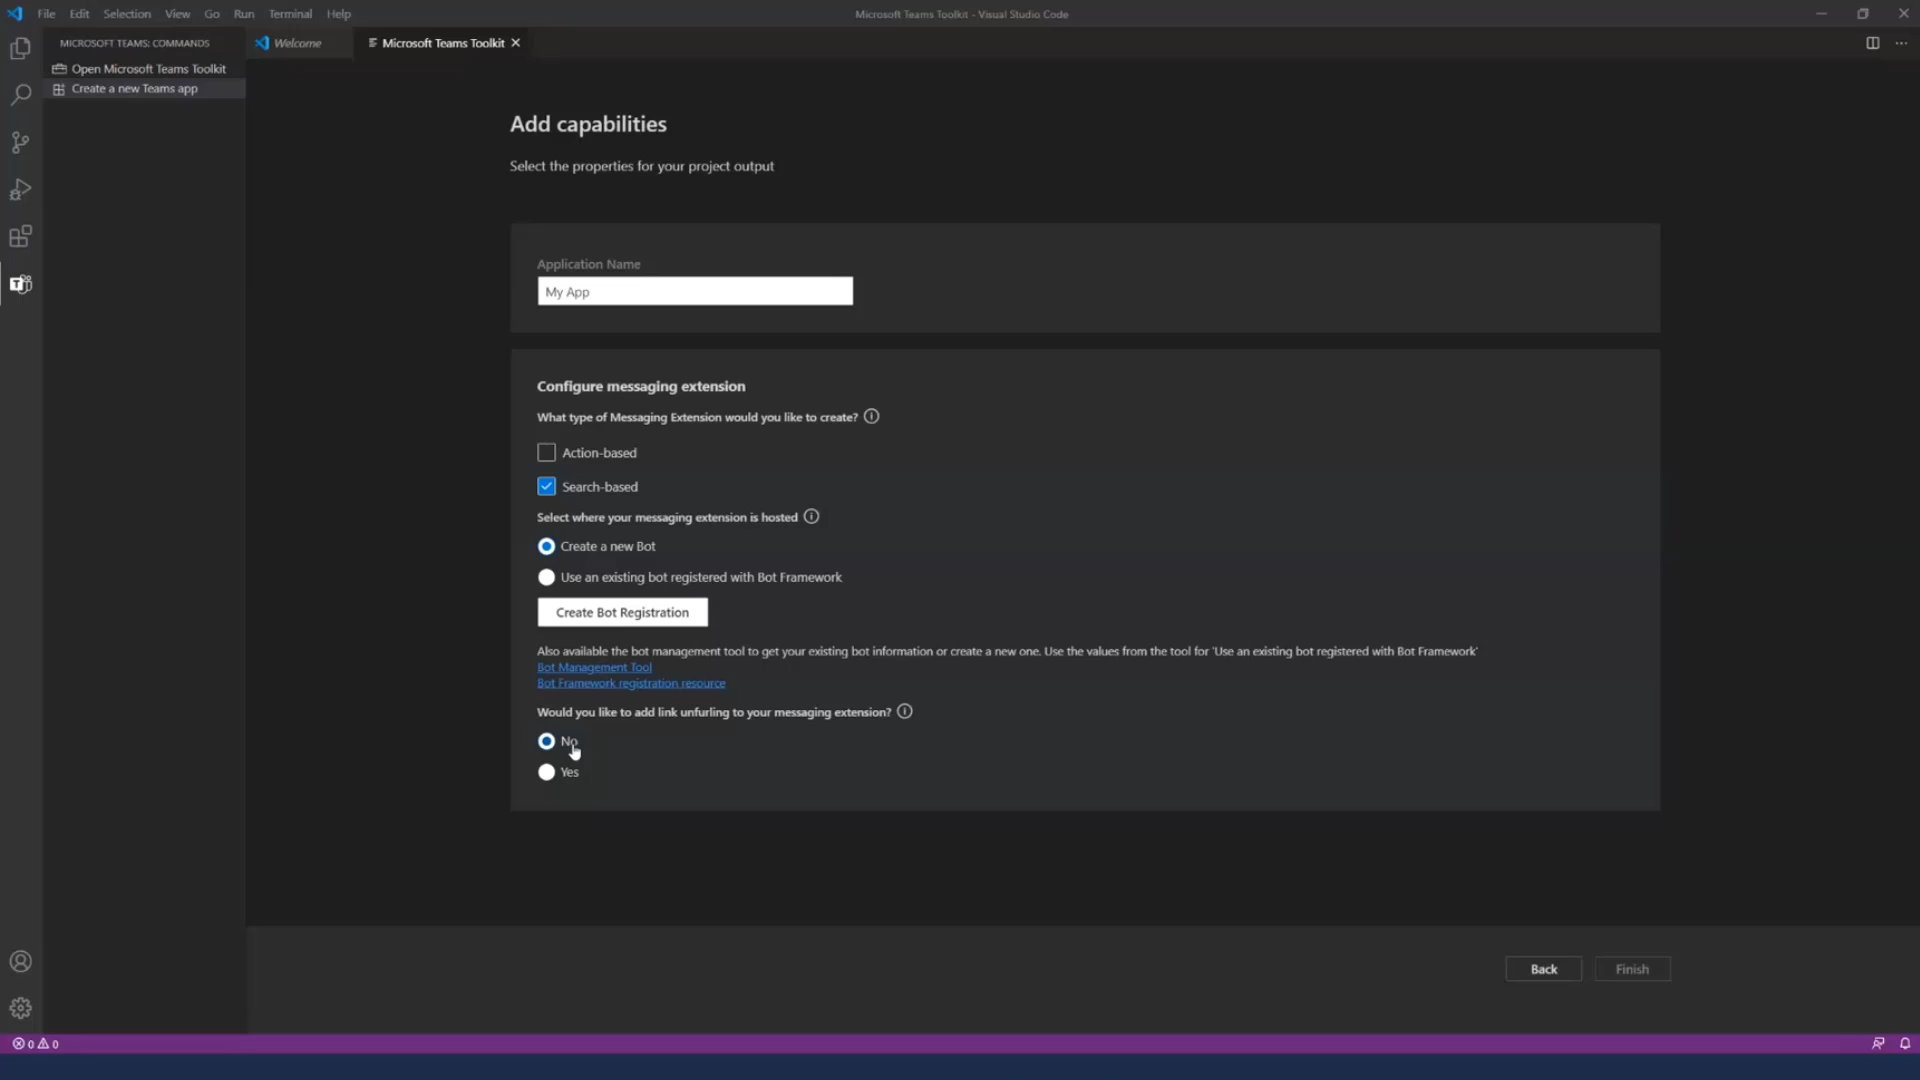 File Edit Selection View Go Run Terminal Help
Microsoft Teams Toolkit - Visual Studio Code
MICROSOFT TEAMS: COMMANDS
Open Microsoft Teams Toolkit
Create a new Teams app
Welcome
Microsoft Teams Toolkit
Add capabilities
Select the properties for your project output
Application Name
My App
Configure messaging extension
What type of Messaging Extension would you like to create?
Action-based
Search-based
Select where your messaging extension is hosted
Create a new Bot
Use an existing bot registered with Bot Framework
Create Bot Registration
Also available the bot management tool to get your existing bot information or create a new one. Use the values from the tool for 'Use an existing bot registered with Bot Framework'
Bot Management Tool
Bot Framework registration resource
Would you like to add link unfurling to your messaging extension?
No
Yes
Back
Finish
0 0